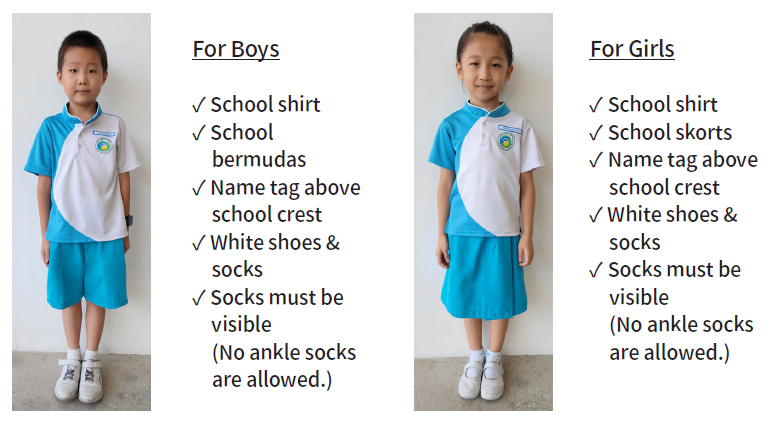 For Boys
✓ School shirt
✓ School
bermudas
✓ Name tag above
school crest
✓ White shoes &
socks
✓ Socks must be
visible
(No ankle socks
are allowed.)
For Girls
✓ School shirt
✓ School skorts
✓ Name tag above
school crest
✓ White shoes &
socks
✓ Socks must be
visible
(No ankle socks
are allowed.)